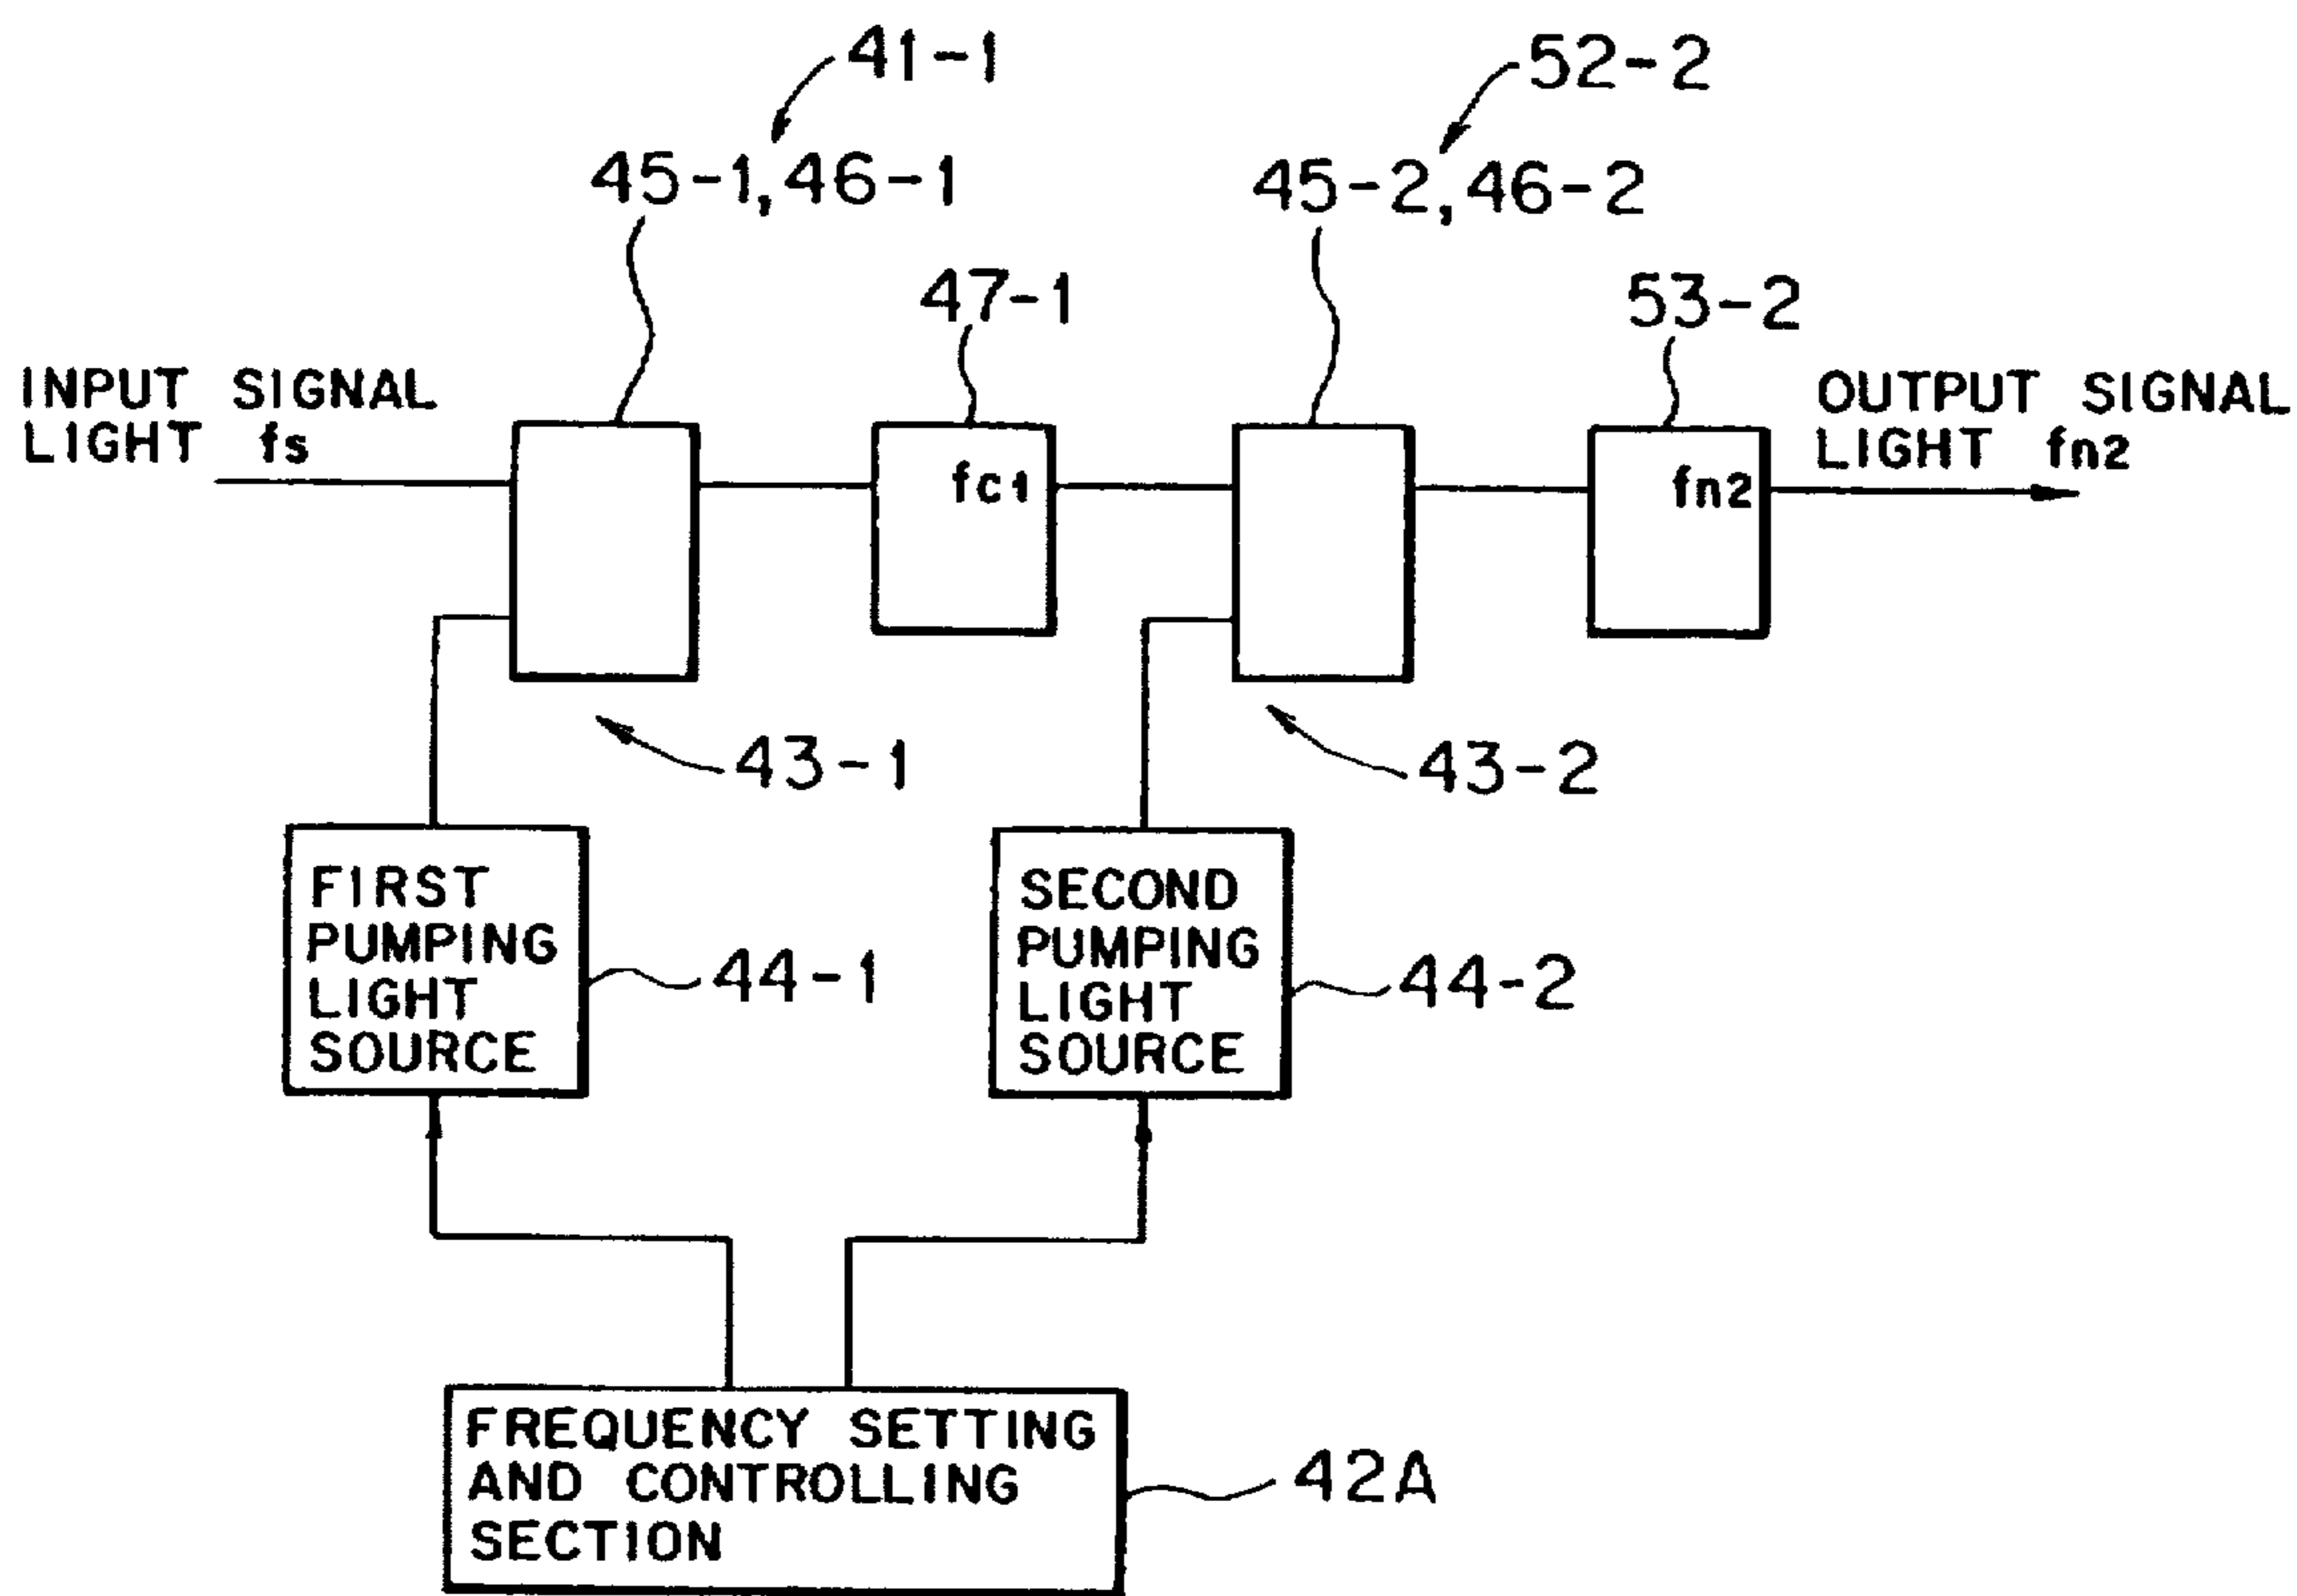 41-1
52-2
45-1,46-1
45-2,46-2
47-1
53-2
INPUT SIGNAL
LIGHT fs
OUTPUT SIGNAL
LIGHT fn2
fc1
fn2
43-1
43-2
FIRST
PUMPING
LIGHT
SOURCE
44-1
SECOND
PUMPING
LIGHT
SOURCE
44-2
FREQUENCY SETTING
AND CONTROLLING
SECTION
42A